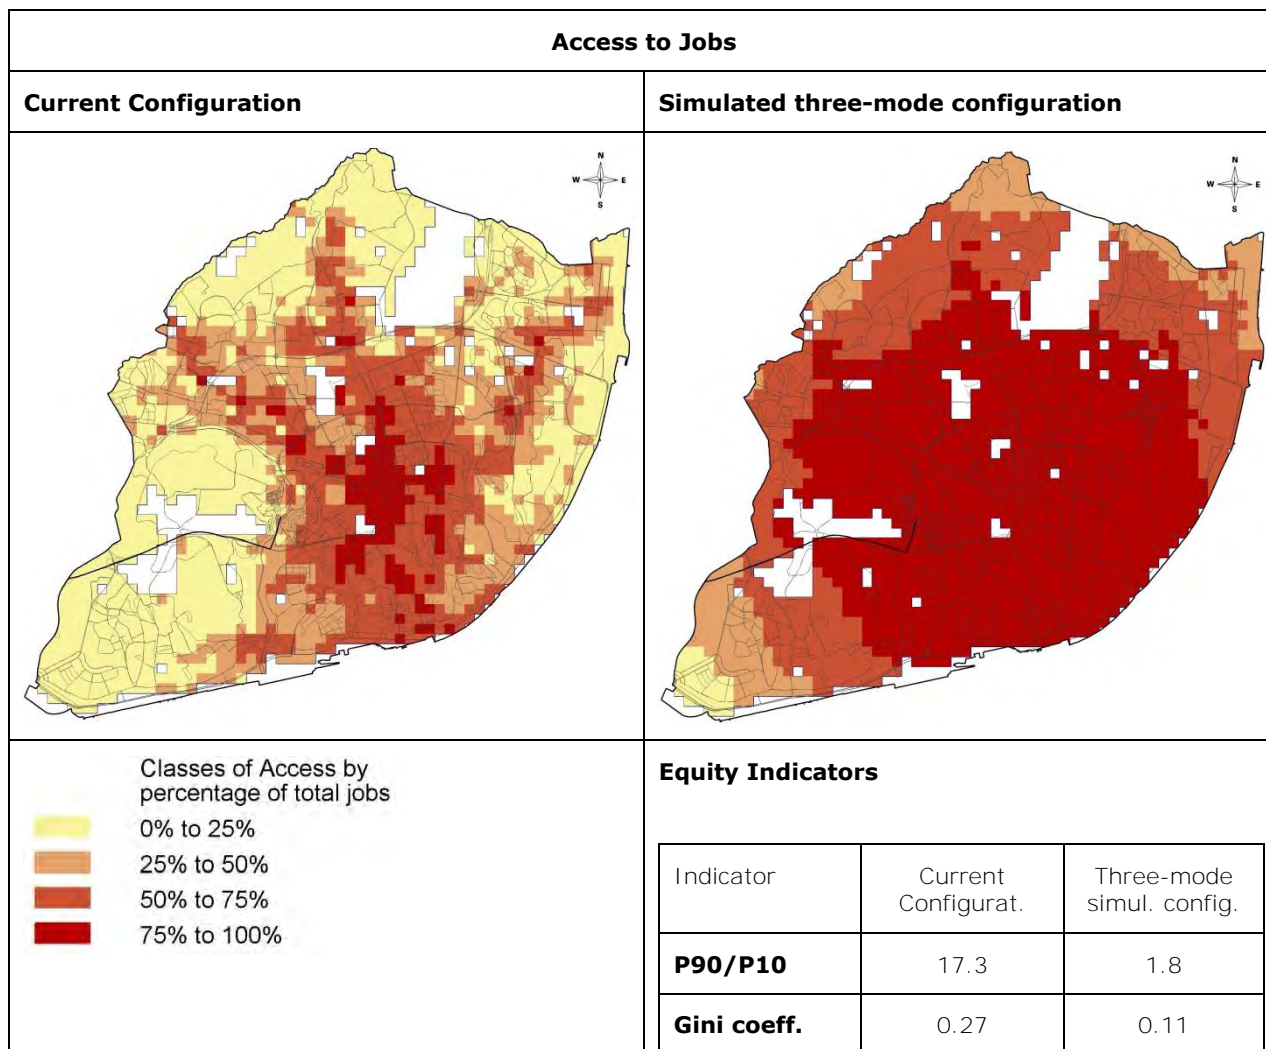 Access to Jobs
Current Configuration
Simulated three-mode configuration
N
W E
S
N
W E
S
Classes of Access by
percentage of total jobs
0% to 25%
25% to 50%
50% to 75%
75% to 100%
Equity Indicators
Indicator
Current
Configurat.
Three-mode
simul. config.
P90/P10 17.3 1.8
Gini coeff. 0.27 0.11